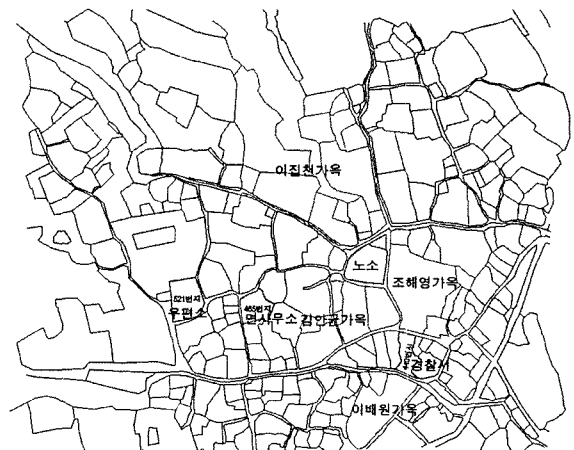 이집천가옥
노소
조해영가옥
521번지
우편소
455번지
면사무소 김안균가옥
경찰서
이배원가옥